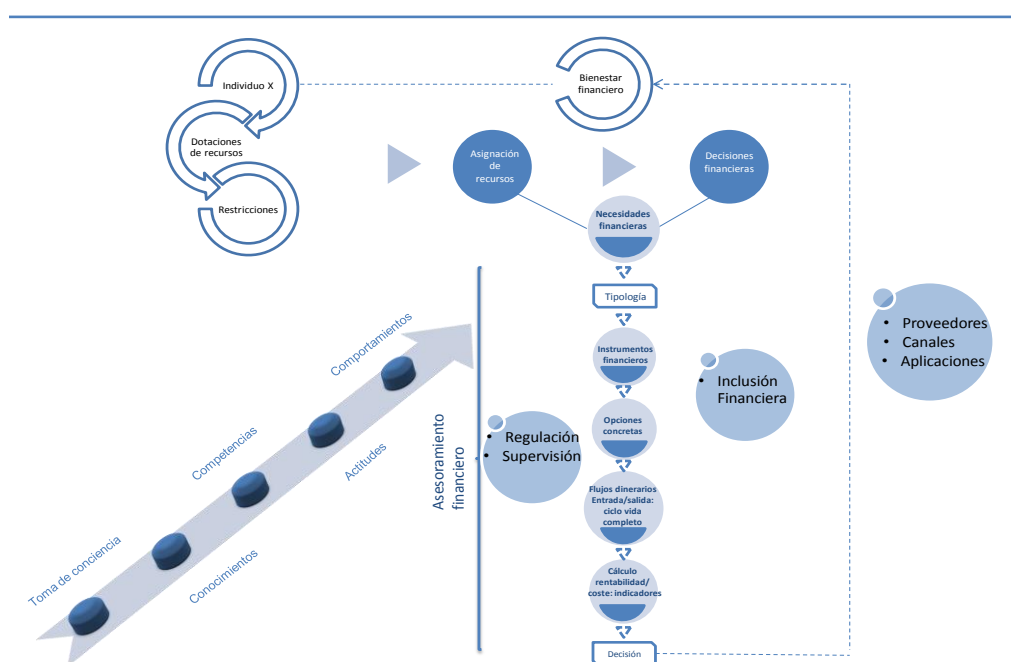 Individuo X
Bienestar
financiero
Dotaciones
de recursos
Restricciones
Asignación
de
recursos
Decisiones
financieras
Necesidades
financieras
Tipología
Instrumentos
financieros
Opciones
concretas
Flujos dinerarios
Entrada/salida:
ciclo vida
completo
Cálculo
rentabilidad/
coste: indicadores
Decisión
• Proveedores
• Canales
• Aplicaciones
• Inclusión
Financiera
• Regulación
• Supervisión
Asesoramiento
financiero
Comportamientos
Actitudes
Competencias
Conocimientos
Toma de conciencia